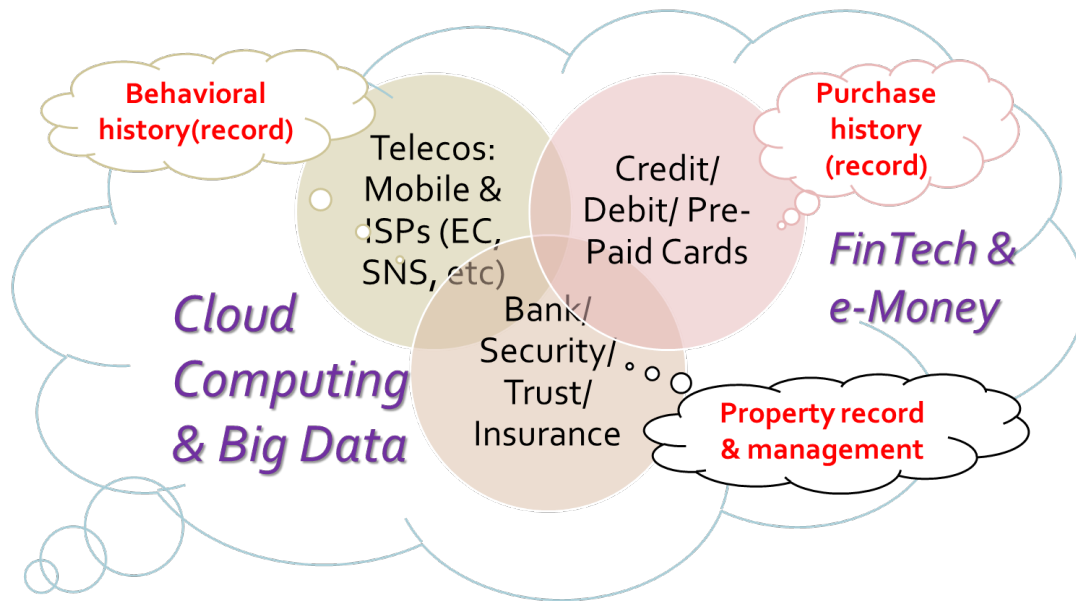 Behavioral
history(record)
Telecos:
Mobile &
ISPs (EC,
SNS, etc)
Credit/
Debit/ Pre-
Paid Cards
Purchase
history
(record)
FinTech &
e-Money
Cloud
Computing
& Big Data
Bank/
Security/
Trust/
Insurance
Property record
& management